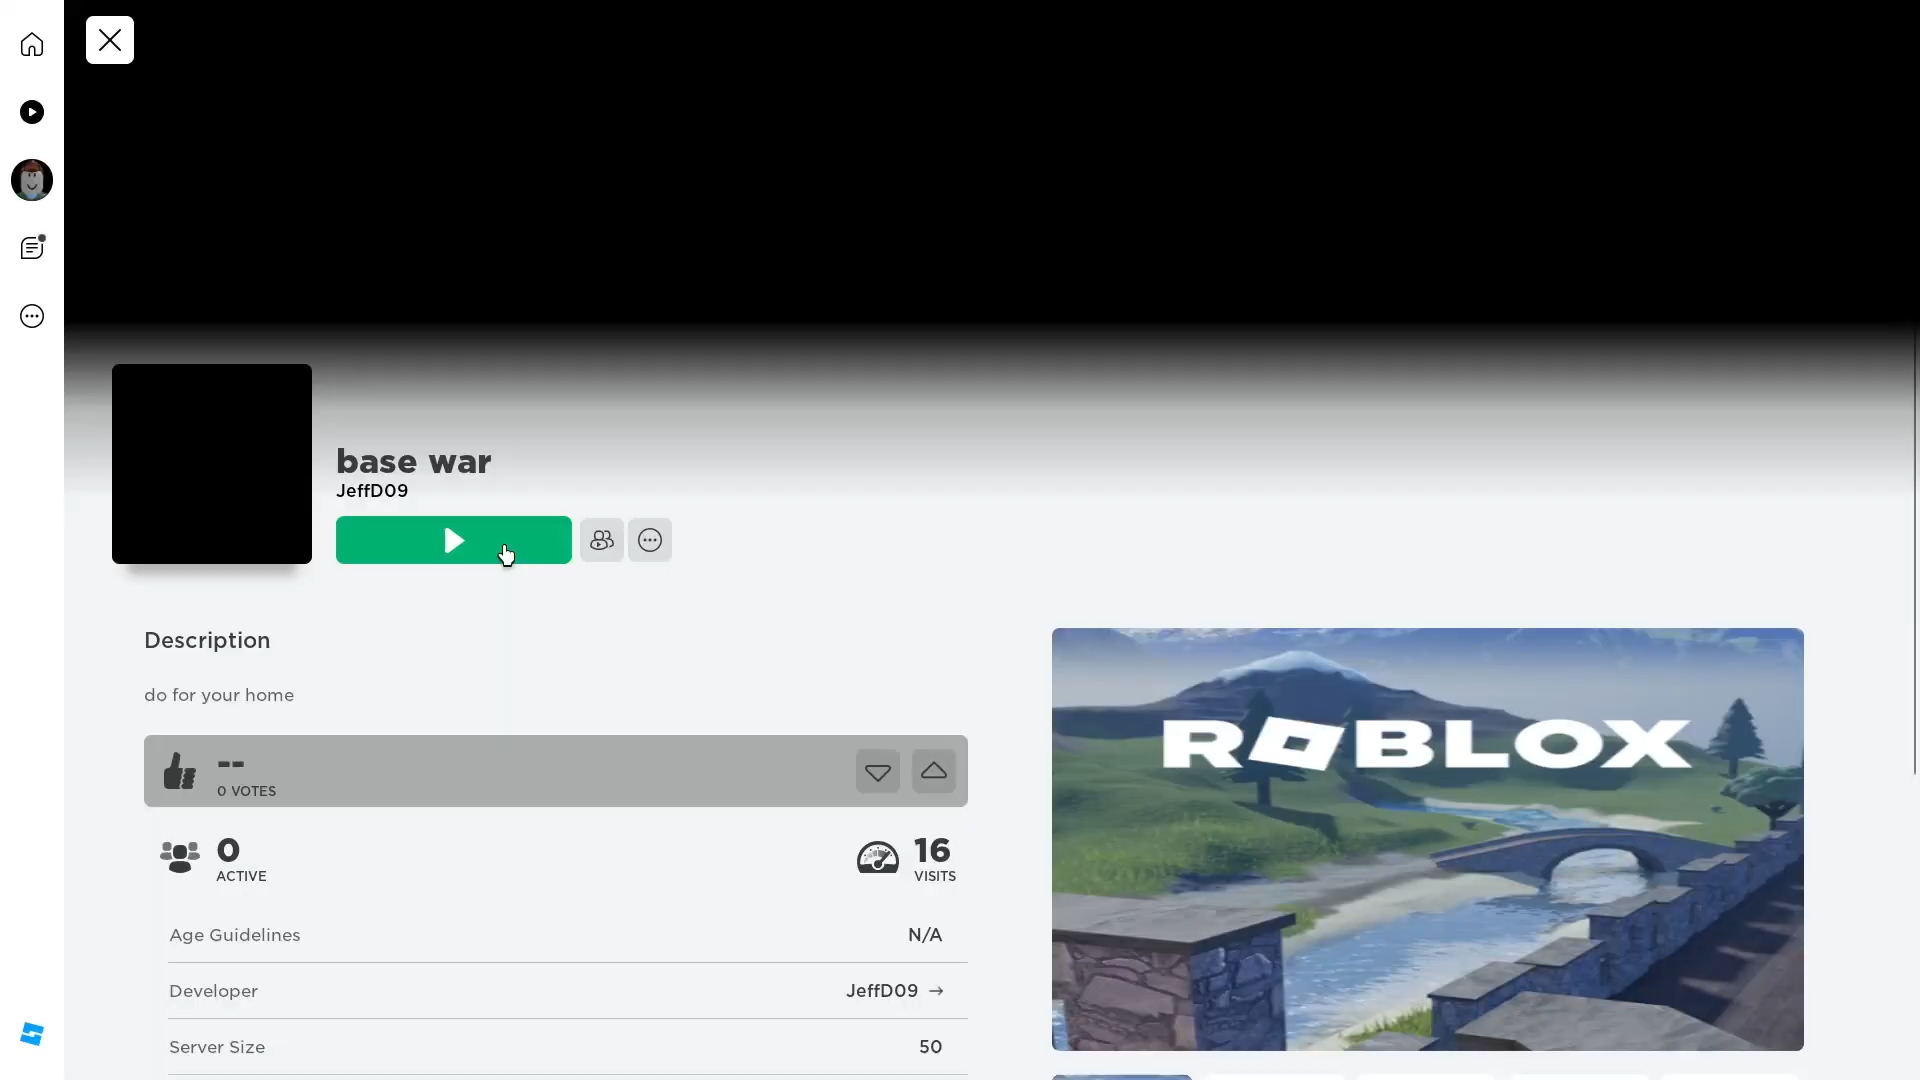 base war
JeffD09
Description
do for your home
--
0 VOTES
0
ACTIVE
16
VISITS
Age Guidelines N/A
Developer JeffD09 →
Server Size 50
ROBLOX